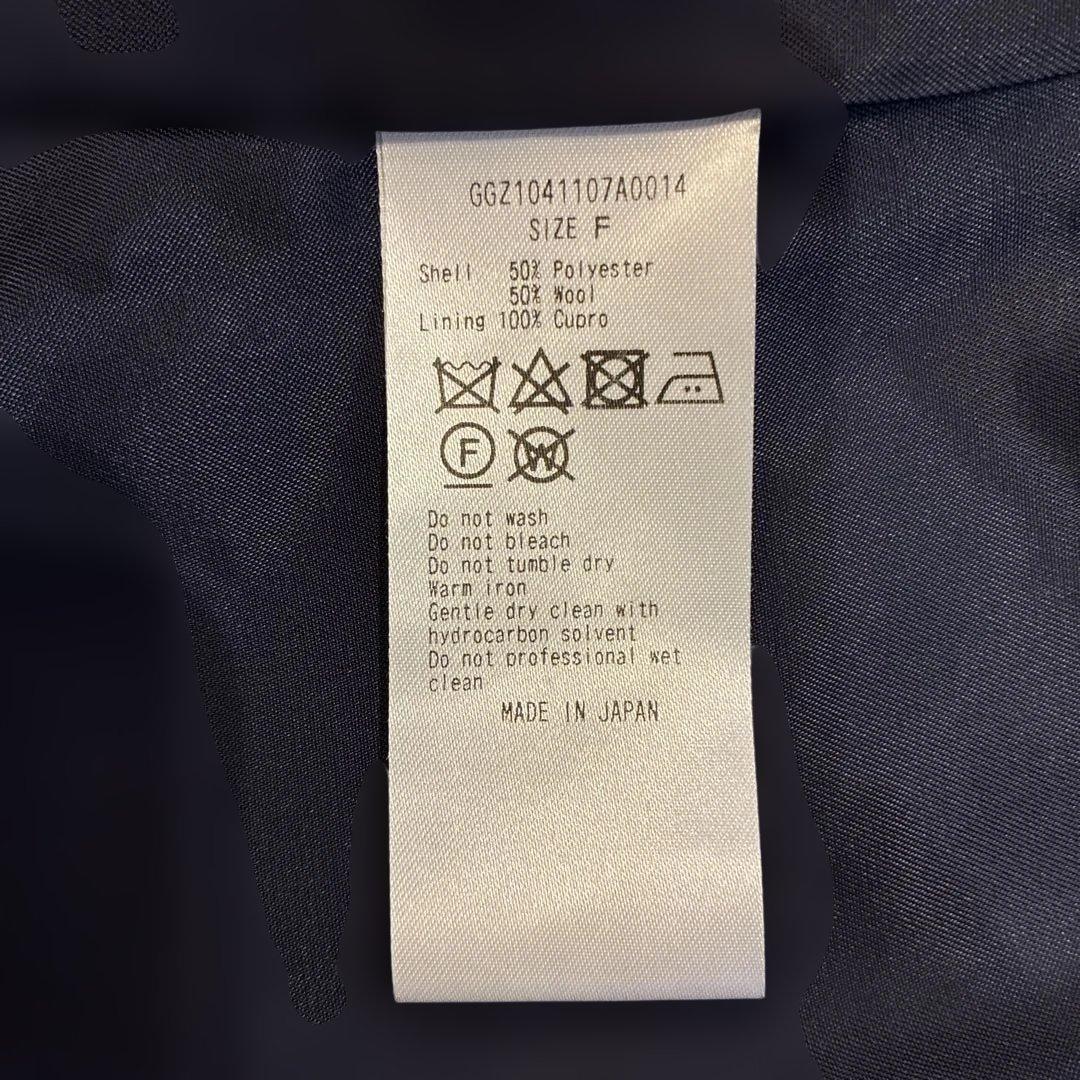 GGZ1041107A0014
SIZE F
Shell 50% Polyester
50% Wool
Lining 100% Cupro
F W
Do not wash
Do not bleach
Do not tumble dry
Warm iron
Gentle dry clean with
hydrocarbon solvent
Do not professional wet
clean
MADE IN JAPAN